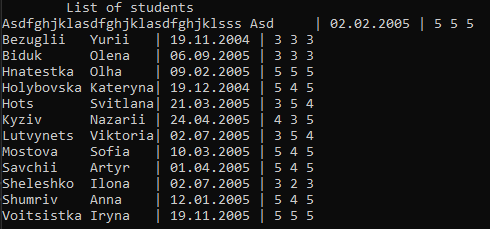 List of students
Asdfghjklasdfghjklasdfghjklsss Asd | 02.02.2005 | 5 5 5
Bezuglii Yurii | 19.11.2004 | 3 3 3
Biduk Olena | 06.09.2005 | 3 3 3
Hnatestka Olha | 09.02.2005 | 5 5 5
Holybovska Kateryna| 19.12.2004 | 5 4 5
Hots Svitlana| 21.03.2005 | 3 5 4
Kyziv Nazarii | 24.04.2005 | 4 3 5
Lutvynets Viktoria| 02.07.2005 | 3 5 4
Mostova Sofia | 10.03.2005 | 5 4 5
Savchii Artyr | 01.04.2005 | 5 4 5
Sheleshko Ilona | 02.07.2005 | 3 2 3
Shumriv Anna | 12.01.2005 | 5 4 5
Voitsistka Iryna | 19.11.2005 | 5 5 5